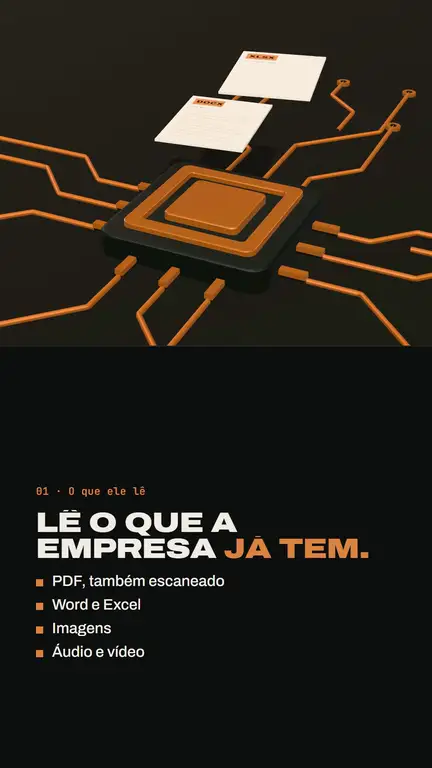 XLSX
DOCX
01 · O que ele lê
LÊ O QUE A
EMPRESA JÁ TEM.
PDF, também escaneado
Word e Excel
Imagens
Áudio e vídeo